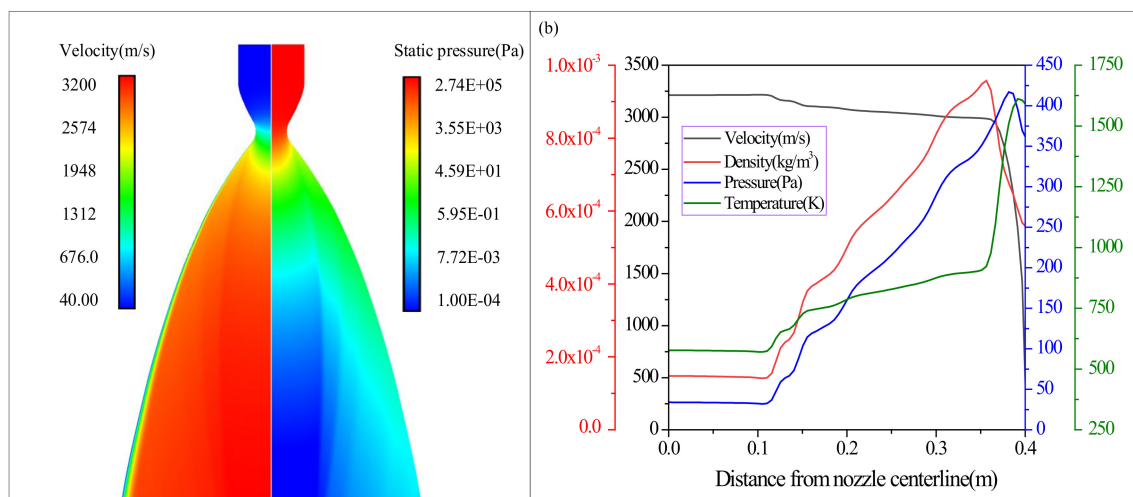 Velocity(m/s)
3200
2574
1948
1312
676.0
40.00
Static pressure(Pa)
2.74E+05
3.55E+03
4.59E+01
5.95E-01
7.72E-03
1.00E-04
(b)
1.0x10⁻³
8.0x10⁻⁴
6.0x10⁻⁴
4.0x10⁻⁴
2.0x10⁻⁴
0.0
3500
3000
2500
2000
1500
1000
500
0
Velocity(m/s)
Density(kg/m³)
Pressure(Pa)
Temperature(K)
450
400
350
300
250
200
150
100
50
0
1750
1500
1250
1000
750
500
250
0.0 0.1 0.2 0.3 0.4
Distance from nozzle centerline(m)